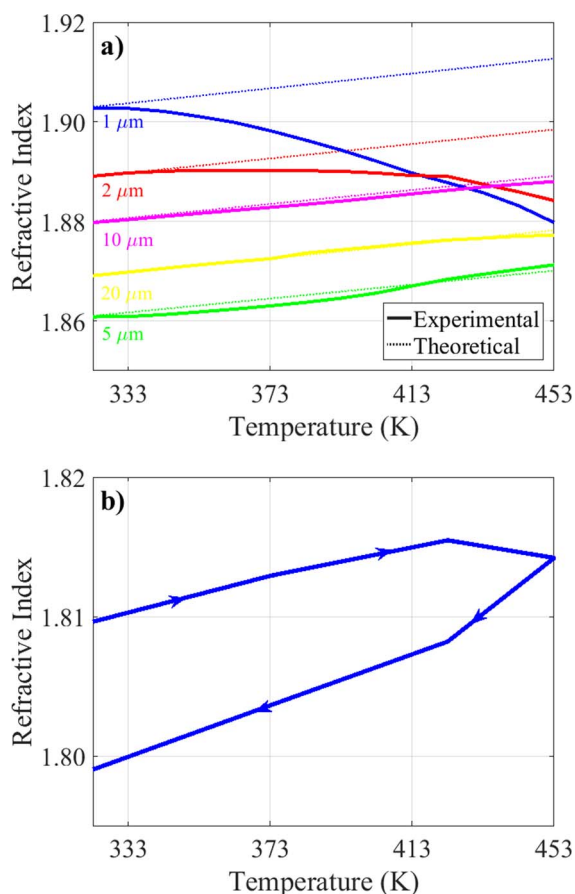 1.92
a)
1.90
1 μm
2 μm
1.88
10 μm
20 μm
1.86
5 μm
Experimental
Theoretical
333 373 413 453
Temperature (K)
Refractive Index
1.82
b)
1.81
1.80
333 373 413 453
Temperature (K)
Refractive Index